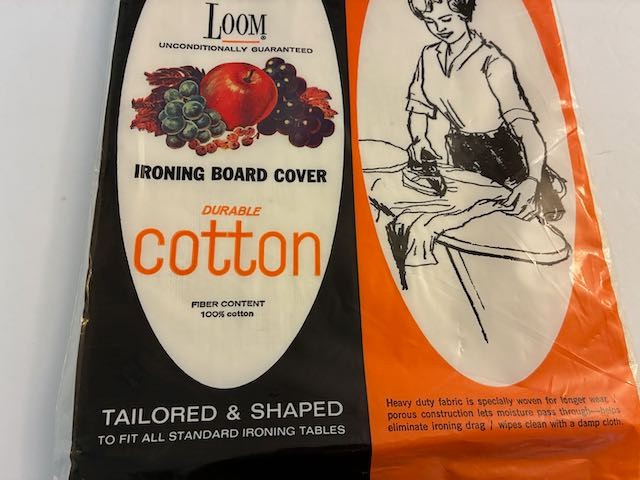 LOOM®
UNCONDITIONALLY GUARANTEED
IRONING BOARD COVER
DURABLE
cotton
FIBER CONTENT
100% cotton
TAILORED & SHAPED
TO FIT ALL STANDARD IRONING TABLES
Heavy duty fabric is specially woven for longer wear /
porous construction lets moisture pass through—helps
eliminate ironing drag / wipes clean with a damp cloth.